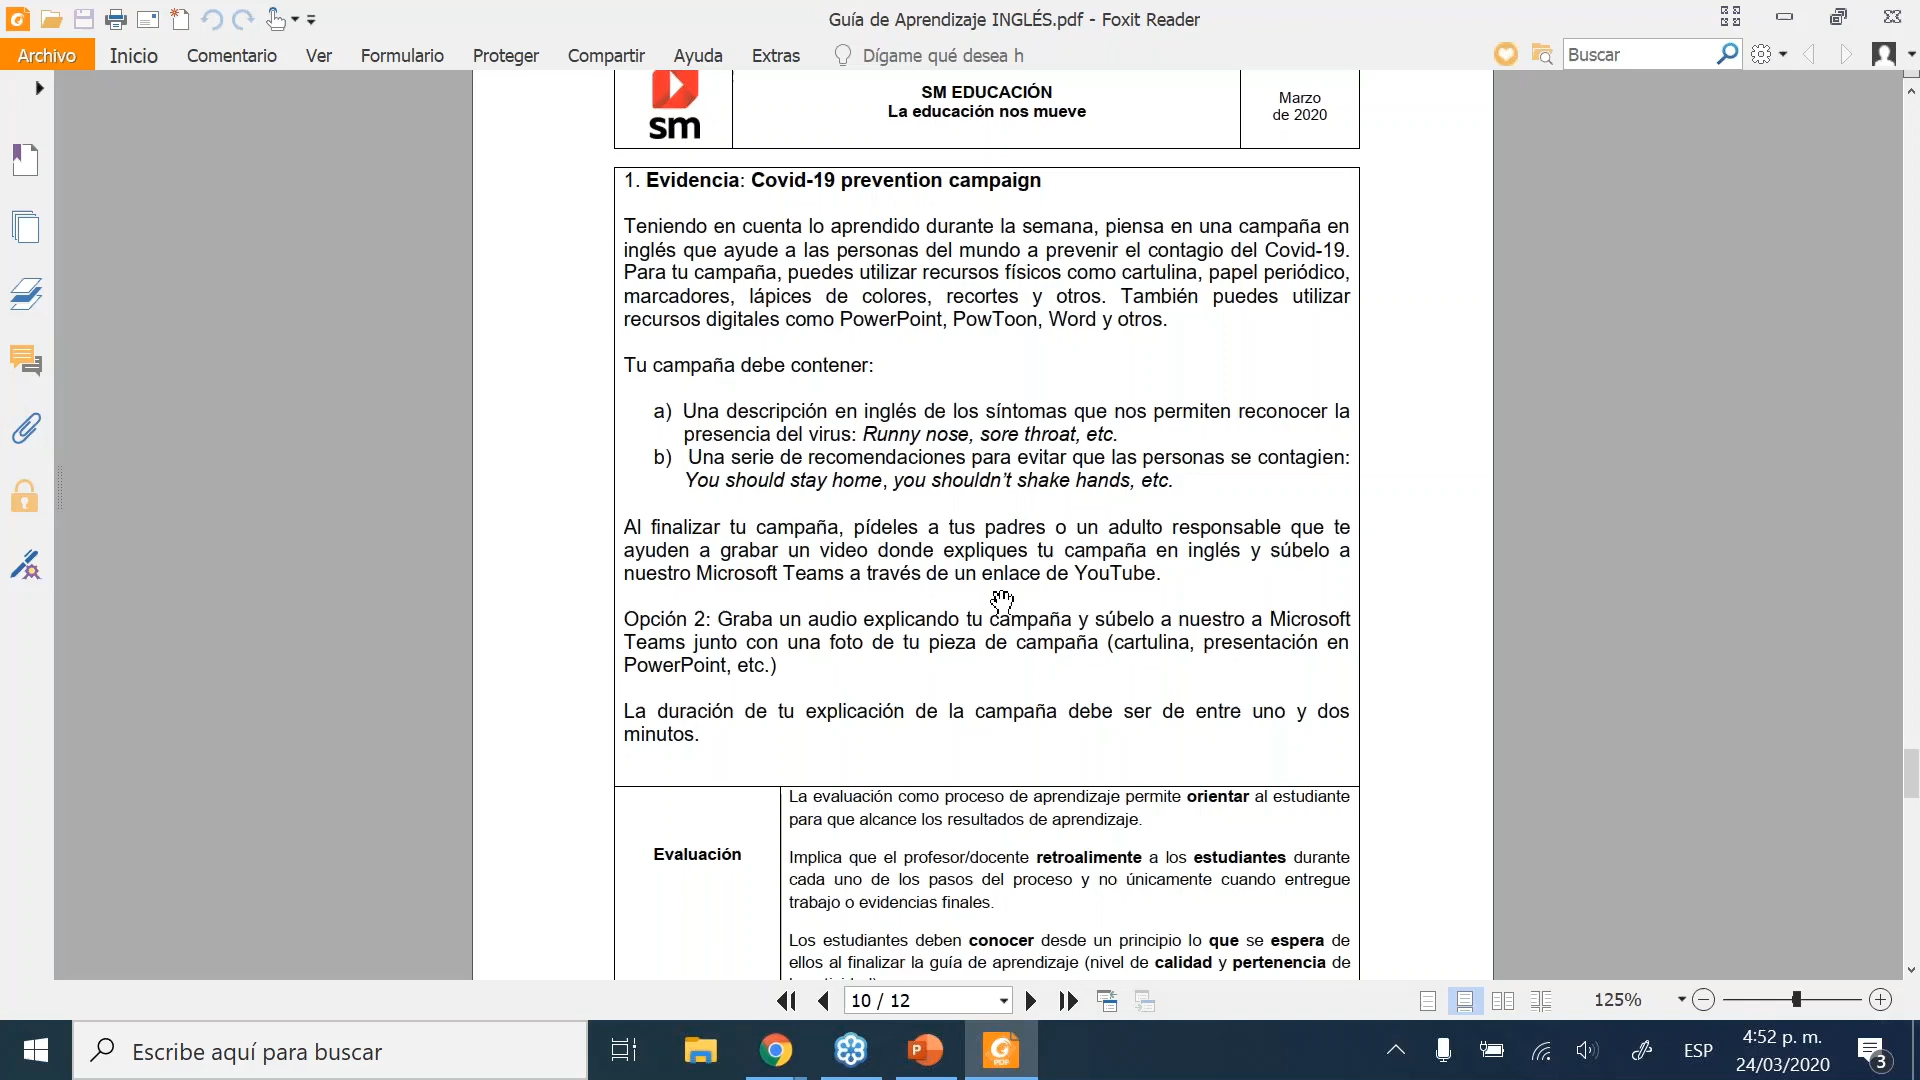 Guía de Aprendizaje INGLÉS.pdf - Foxit Reader
Archivo Inicio Comentario Ver Formulario Proteger Compartir Ayuda Extras Dígame qué desea h Buscar
SM EDUCACIÓN
La educación nos mueve
Marzo
de 2020
sm
1. Evidencia: Covid-19 prevention campaign
Teniendo en cuenta lo aprendido durante la semana, piensa en una campaña en
inglés que ayude a las personas del mundo a prevenir el contagio del Covid-19.
Para tu campaña, puedes utilizar recursos físicos como cartulina, papel periódico,
marcadores, lápices de colores, recortes y otros. También puedes utilizar
recursos digitales como PowerPoint, PowToon, Word y otros.
Tu campaña debe contener:
a) Una descripción en inglés de los síntomas que nos permiten reconocer la
presencia del virus: Runny nose, sore throat, etc.
b) Una serie de recomendaciones para evitar que las personas se contagien:
You should stay home, you shouldn't shake hands, etc.
Al finalizar tu campaña, pídeles a tus padres o un adulto responsable que te
ayuden a grabar un video donde expliques tu campaña en inglés y súbelo a
nuestro Microsoft Teams a través de un enlace de YouTube.
Opción 2: Graba un audio explicando tu campaña y súbelo a nuestro a Microsoft
Teams junto con una foto de tu pieza de campaña (cartulina, presentación en
PowerPoint, etc.)
La duración de tu explicación de la campaña debe ser de entre uno y dos
minutos.
Evaluación
La evaluación como proceso de aprendizaje permite orientar al estudiante
para que alcance los resultados de aprendizaje.
Implica que el profesor/docente retroalimente a los estudiantes durante
cada uno de los pasos del proceso y no únicamente cuando entregue
trabajo o evidencias finales.
Los estudiantes deben conocer desde un principio lo que se espera de
ellos al finalizar la guía de aprendizaje (nivel de calidad y pertenencia de
10 / 12
125%
Escribe aquí para buscar
P
PDF
ESP
4:52 p. m.
24/03/2020
3